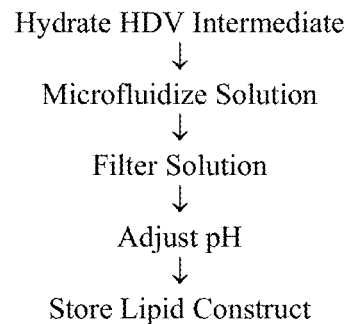 Hydrate HDV Intermediate
↓
Microfluidize Solution
↓
Filter Solution
↓
Adjust pH
↓
Store Lipid Construct